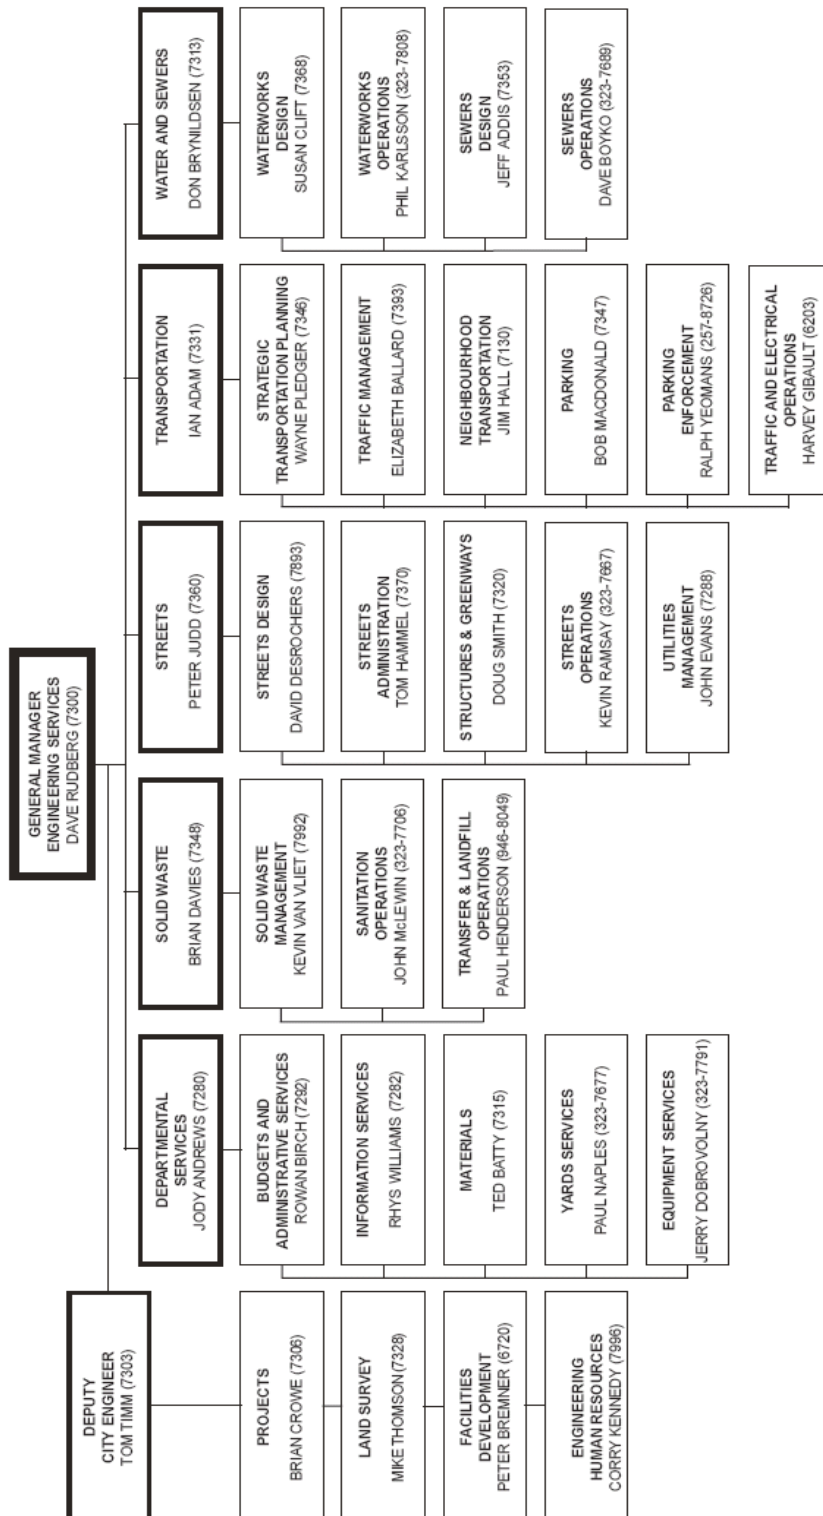 GENERAL MANAGER
ENGINEERING SERVICES
DAVE RUDBERG (7300)
DEPUTY
CITY ENGINEER
TOM TIMM (7303)
PROJECTS
BRIAN CROWE (7306)
LAND SURVEY
MIKE THOMSON (7328)
FACILITIES
DEVELOPMENT
PETER BREMNER (6720)
ENGINEERING
HUMAN RESOURCES
CORRY KENNEDY (7996)
DEPARTMENTAL
SERVICES
JODY ANDREWS (7280)
BUDGETS AND
ADMINISTRATIVE SERVICES
ROWAN BIRCH (7292)
INFORMATION SERVICES
RHYS WILLIAMS (7282)
MATERIALS
TED BATTY (7315)
YARDS SERVICES
PAUL NAPLES (323-7677)
EQUIPMENT SERVICES
JERRY DOBROVOLNY (323-7791)
SOLID WASTE
BRIAN DAVIES (7348)
SOLID WASTE
MANAGEMENT
KEVIN VAN VLIET (7992)
SANITATION
OPERATIONS
JOHN McLEWIN (323-7706)
TRANSFER & LANDFILL
OPERATIONS
PAUL HENDERSON (946-8049)
STREETS
PETER JUDD (7360)
STREETS DESIGN
DAVID DESROCHERS (7893)
STREETS
ADMINISTRATION
TOM HAMMEL (7370)
STRUCTURES & GREENWAYS
DOUG SMITH (7320)
STREETS
OPERATIONS
KEVIN RAMSAY (323-7667)
UTILITIES
MANAGEMENT
JOHN EVANS (7288)
TRANSPORTATION
IAN ADAM (7331)
STRATEGIC
TRANSPORTATION PLANNING
WAYNE PLEDGER (7346)
TRAFFIC MANAGEMENT
ELIZABETH BALLARD (7393)
NEIGHBOURHOOD
TRANSPORTATION
JIM HALL (7130)
PARKING
BOB MACDONALD (7347)
PARKING
ENFORCEMENT
RALPH YEOMANS (257-8726)
TRAFFIC AND ELECTRICAL
OPERATIONS
HARVEY GIBAULT (6203)
WATER AND SEWERS
DON BRYNILDSEN (7313)
WATERWORKS
DESIGN
SUSAN CLIFT (7368)
WATERWORKS
OPERATIONS
PHIL KARLSSON (323-7808)
SEWERS
DESIGN
JEFF ADDIS (7353)
SEWERS
OPERATIONS
DAVE BOYKO (323-7689)